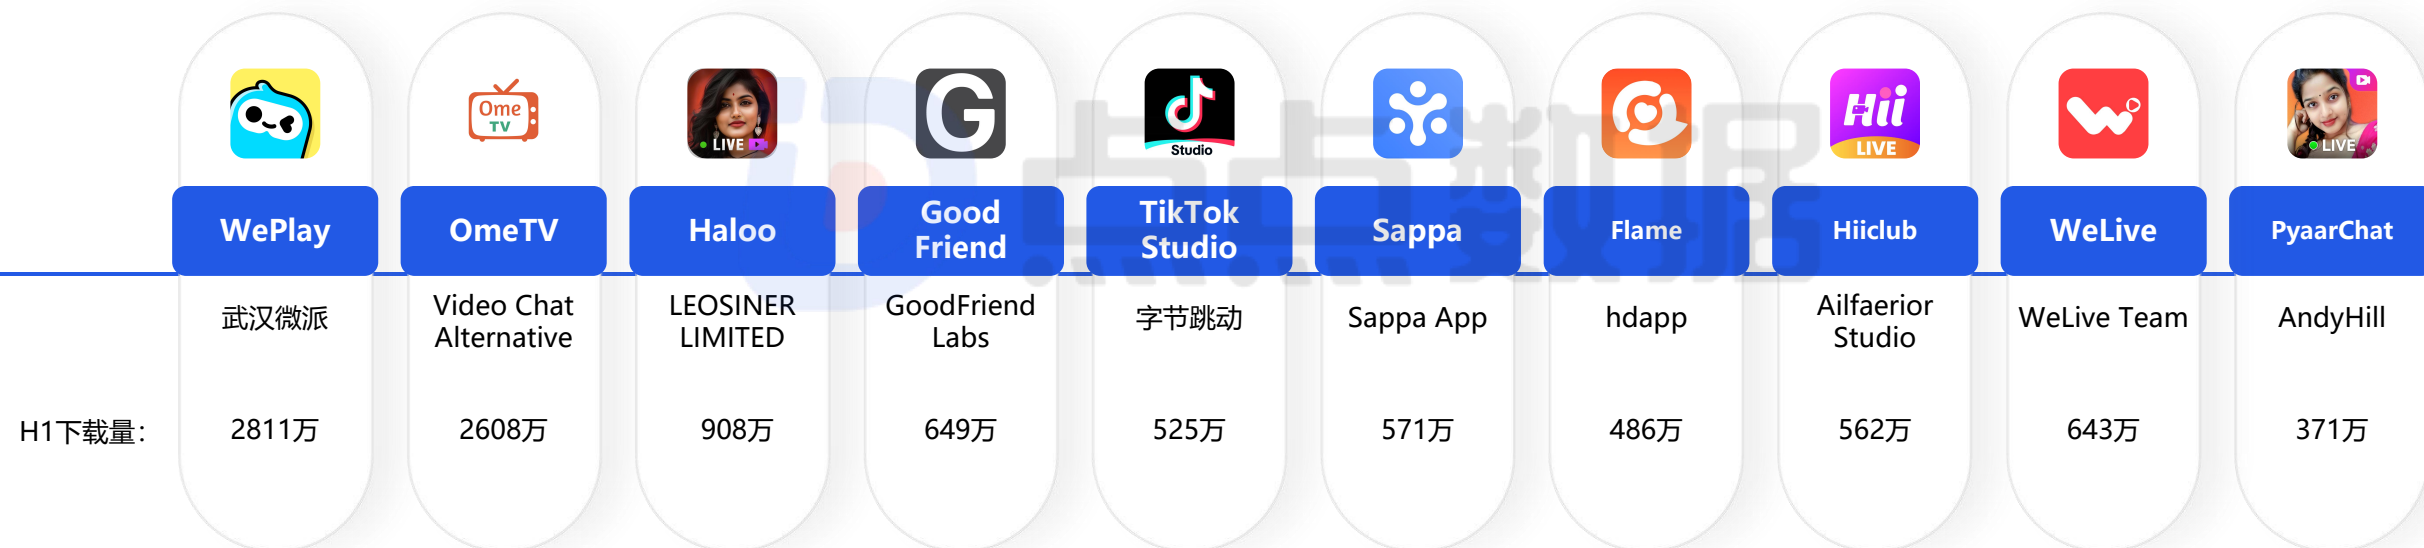 Ome
TV
LIVE
G
Studio
Hii
LIVE
LIVE
点点数据
WePlay
OmeTV
Haloo
Good
Friend
TikTok
Studio
Sappa
Flame
Hiiclub
WeLive
PyaarChat
武汉微派
Video Chat
Alternative
LEOSINER
LIMITED
GoodFriend
Labs
字节跳动
Sappa App
hdapp
Ailfaerior
Studio
WeLive Team
AndyHill
H1下载量：
2811万
2608万
908万
649万
525万
571万
486万
562万
643万
371万